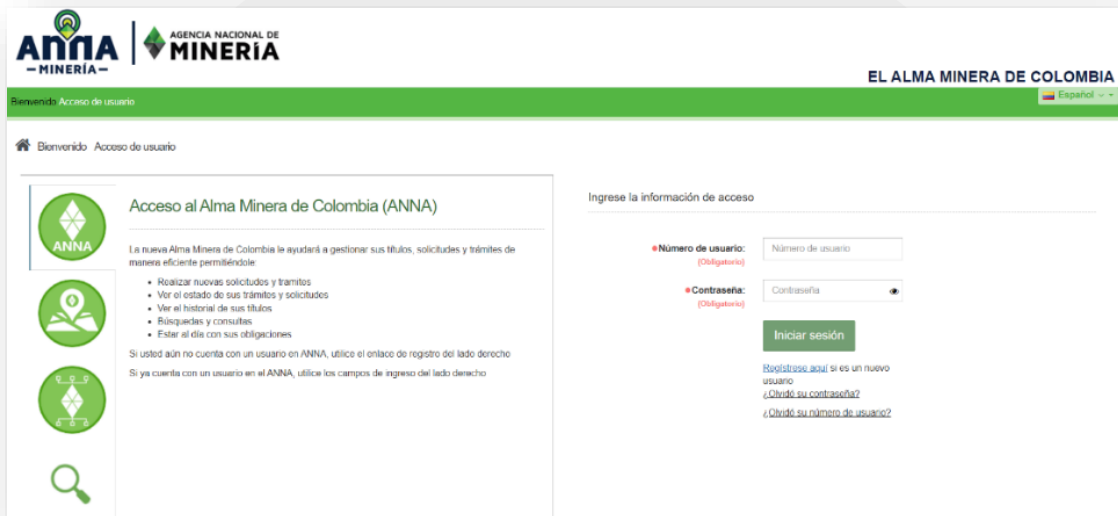 ANNA
–MINERÍA–
AGENCIA NACIONAL DE
MINERÍA
EL ALMA MINERA DE COLOMBIA
Bienvenido Acceso de usuario
Español
Bienvenido Acceso de usuario
ANNA
Acceso al Alma Minera de Colombia (ANNA)
La nueva Alma Minera de Colombia le ayudará a gestionar sus títulos, solicitudes y trámites de
manera eficiente permitiéndole:
• Realizar nuevas solicitudes y tramitos
• Ver el estado de sus trámites y solicitudes
• Ver el historial de sus títulos
• Búsquedas y consultas
• Estar al día con sus obligaciones
Si usted aún no cuenta con un usuario en ANNA, utilice el enlace de registro del lado derecho
Si ya cuenta con un usuario en el ANNA, utilice los campos de ingreso del lado derecho
Ingrese la información de acceso
*Número de usuario:
(Obligatorio)
Número de usuario
*Contraseña:
(Obligatorio)
Contraseña
Iniciar sesión
Regístrese aquí si es un nuevo
usuario
¿Olvidó su contraseña?
¿Olvidó su número de usuario?